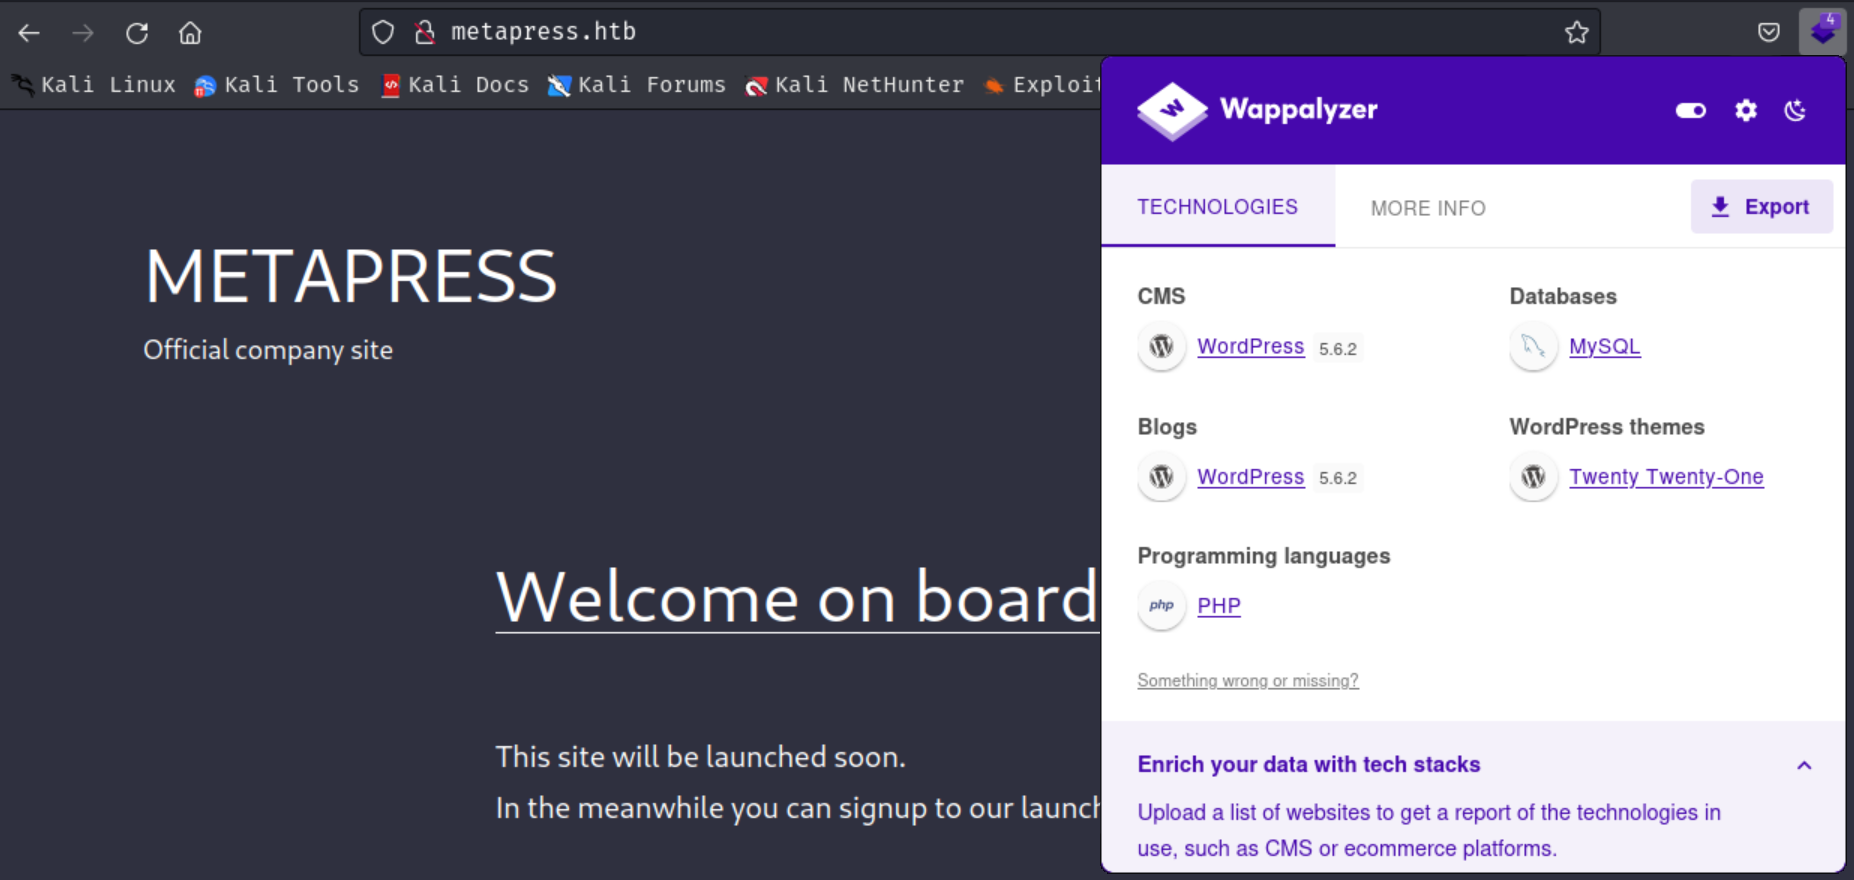 metapress.htb
4
Kali Linux Kali Tools Kali Docs Kali Forums Kali NetHunter Exploit
METAPRESS
Official company site
Welcome on board
This site will be launched soon.
In the meanwhile you can signup to our launch
Wappalyzer
TECHNOLOGIES
MORE INFO
Export
CMS
WordPress 5.6.2
Databases
MySQL
Blogs
WordPress 5.6.2
WordPress themes
Twenty Twenty-One
Programming languages
php PHP
Something wrong or missing?
Enrich your data with tech stacks
Upload a list of websites to get a report of the technologies in
use, such as CMS or ecommerce platforms.